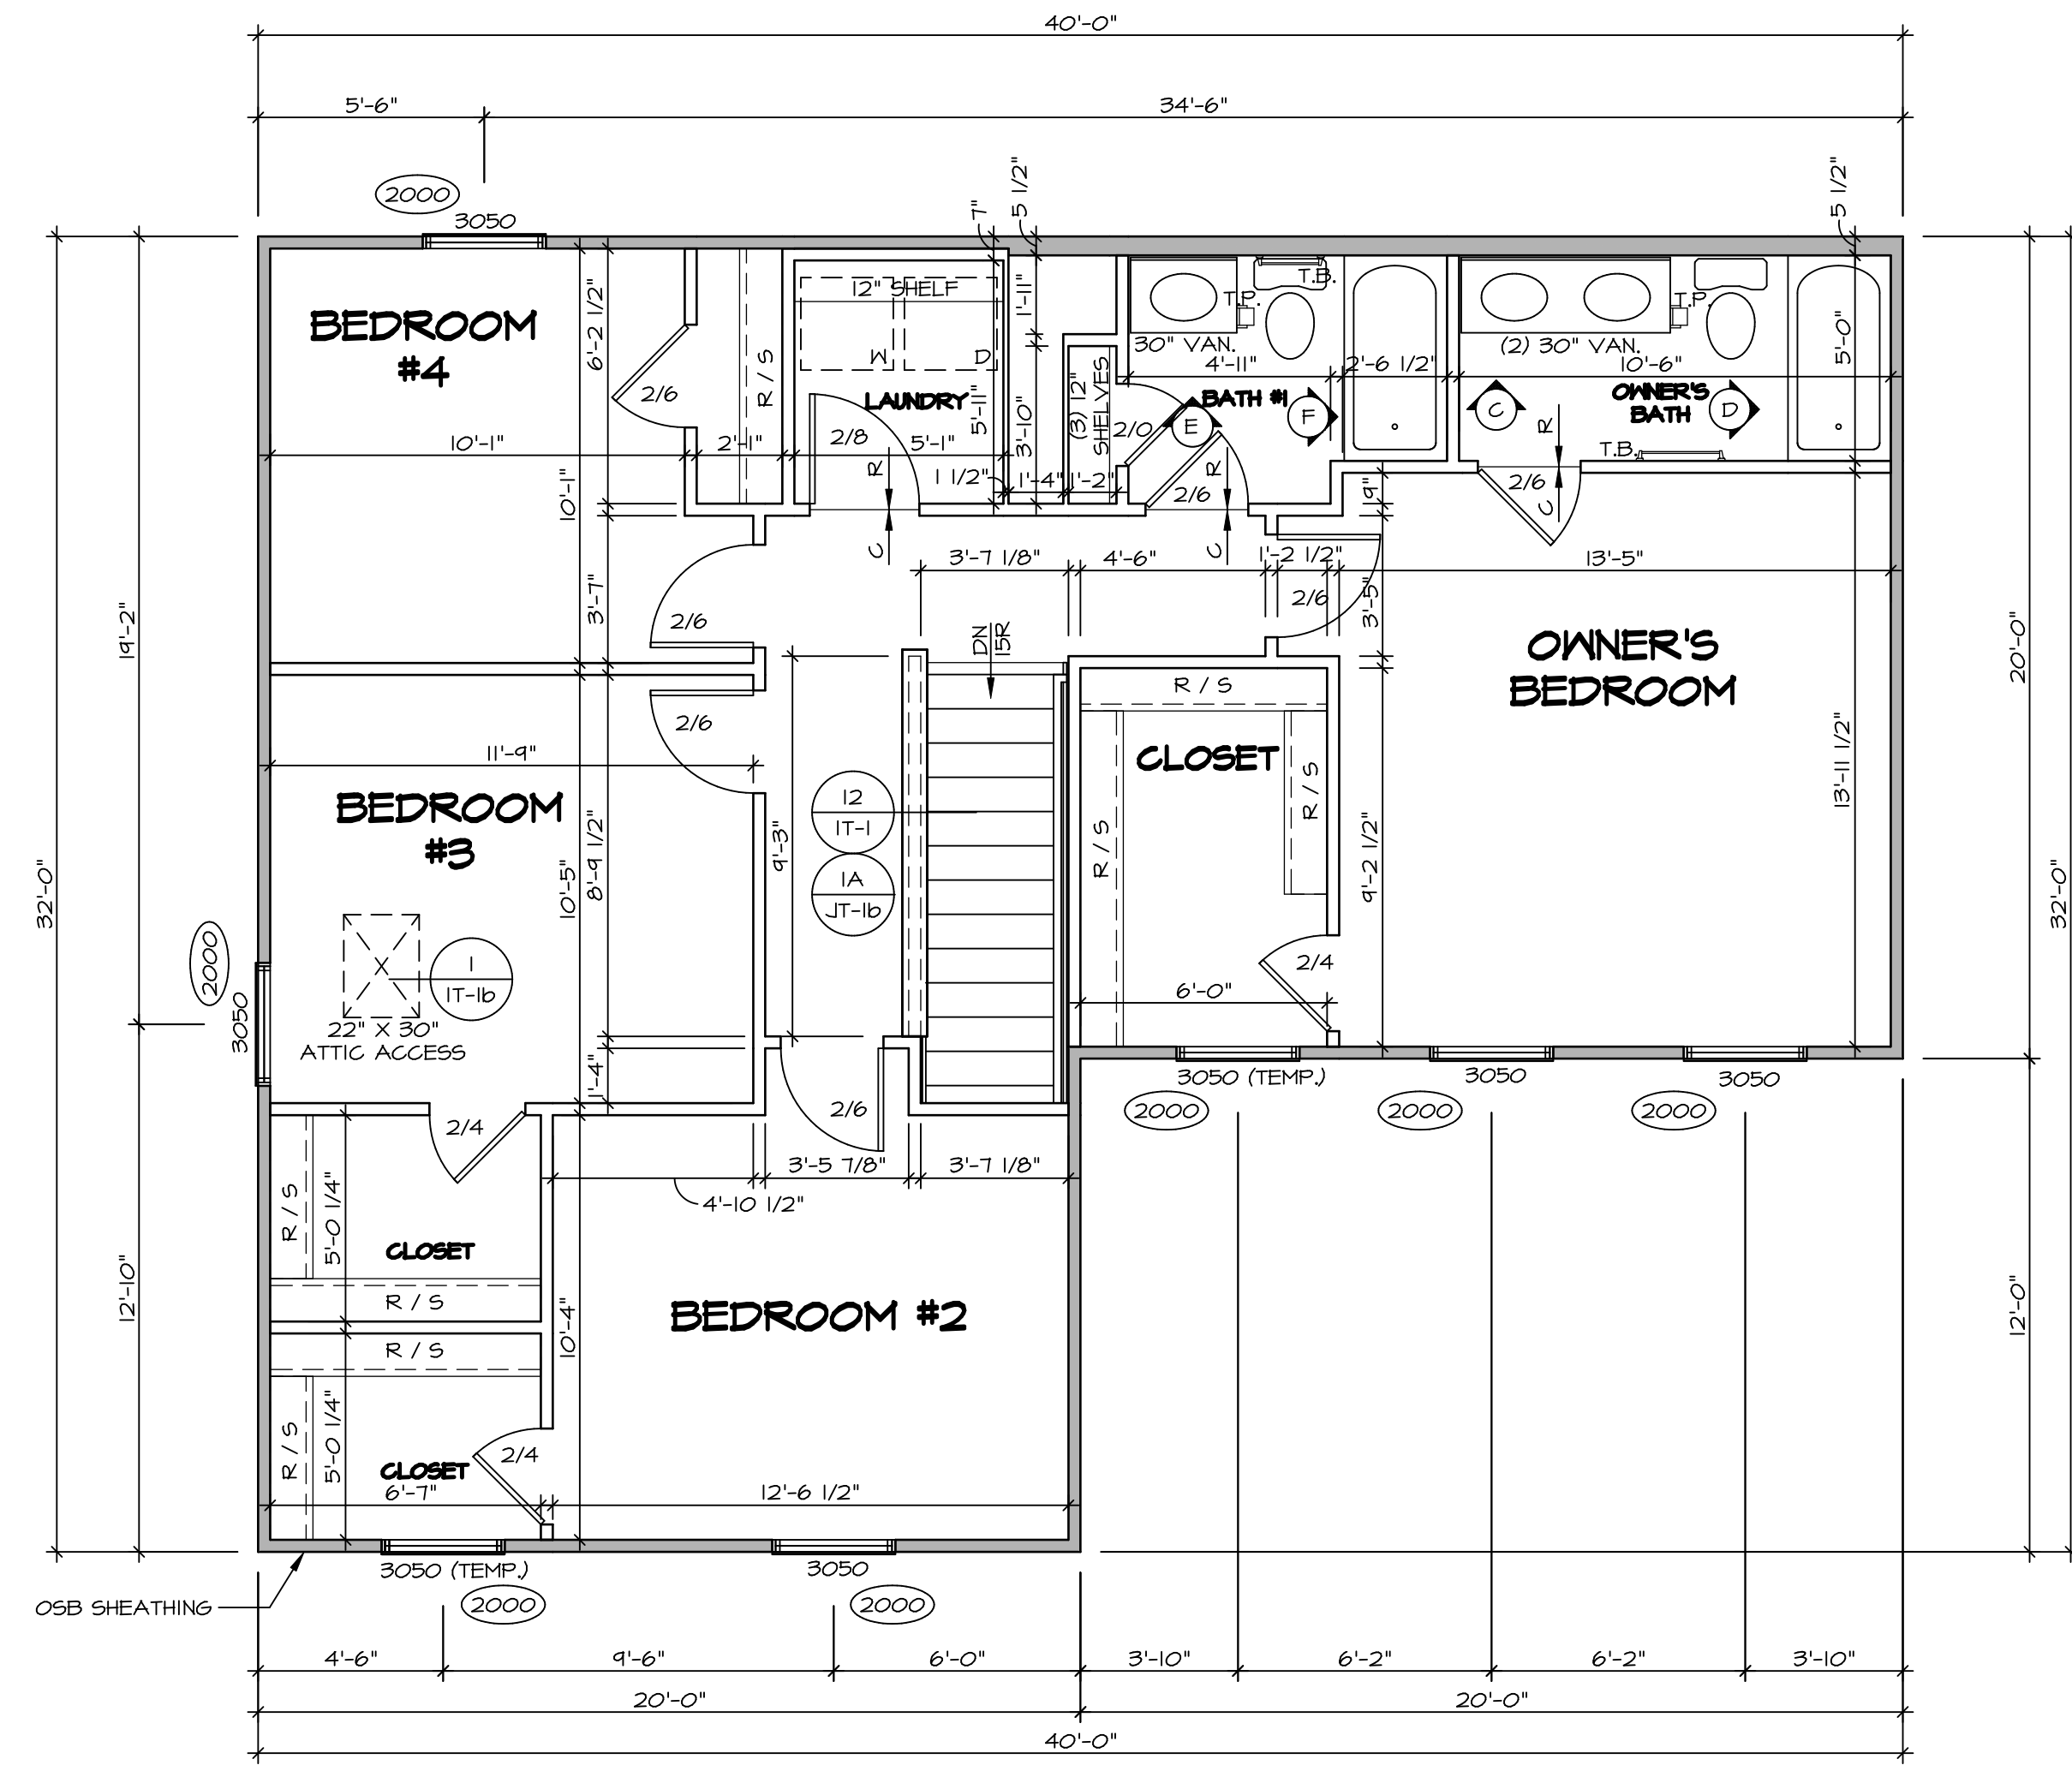 40'-0"
5'-6"
34'-6"
2000
3050
7"
5 1/2"
5 1/2"
BEDROOM
#4
6'-2 1/2"
2/6
R / S
12" SHELF
W
D
LAUNDRY
5'-11"
1'-11"
3'-10"
(3) 12"
SHELVES
30" VAN.
T.P.
T.B.
4'-11"
2'-6 1/2"
BATH #1
E
F
2/0
(2) 30" VAN.
T.P.
10'-6"
5'-0"
OWNER'S
BATH
C
D
T.B.
R
C
2/6
10'-1"
2'-1"
2/8
5'-1"
R
C
1 1/2"
1'-4"
1'-2"
2/6
R
C
9"
10'-1"
3'-7"
2/6
2/6
3'-7 1/8"
4'-6"
1'-2 1/2"
13'-5"
2/6
3'-5"
DN
15R
OWNER'S
BEDROOM
13'-11 1/2"
R / S
CLOSET
R / S
R / S
9'-2 1/2"
2/4
6'-0"
11'-9"
BEDROOM
#3
10'-5"
8'-9 1/2"
9'-3"
12
1T-1
1A
JT-1b
1
1T-1b
22" X 30"
ATTIC ACCESS
1'-4"
19'-2"
32'-0"
12'-10"
2000
3050
20'-0"
32'-0"
12'-0"
3050 (TEMP.)
3050
3050
2000
2000
2000
2/4
2/6
3'-5 7/8"
3'-7 1/8"
4'-10 1/2"
R / S
5'-0 1/4"
CLOSET
R / S
R / S
BEDROOM #2
10'-4"
R / S
5'-0 1/4"
CLOSET
2/4
6'-7"
12'-6 1/2"
3050 (TEMP.)
3050
2000
2000
OSB SHEATHING
4'-6"
9'-6"
6'-0"
3'-10"
6'-2"
6'-2"
3'-10"
20'-0"
20'-0"
40'-0"